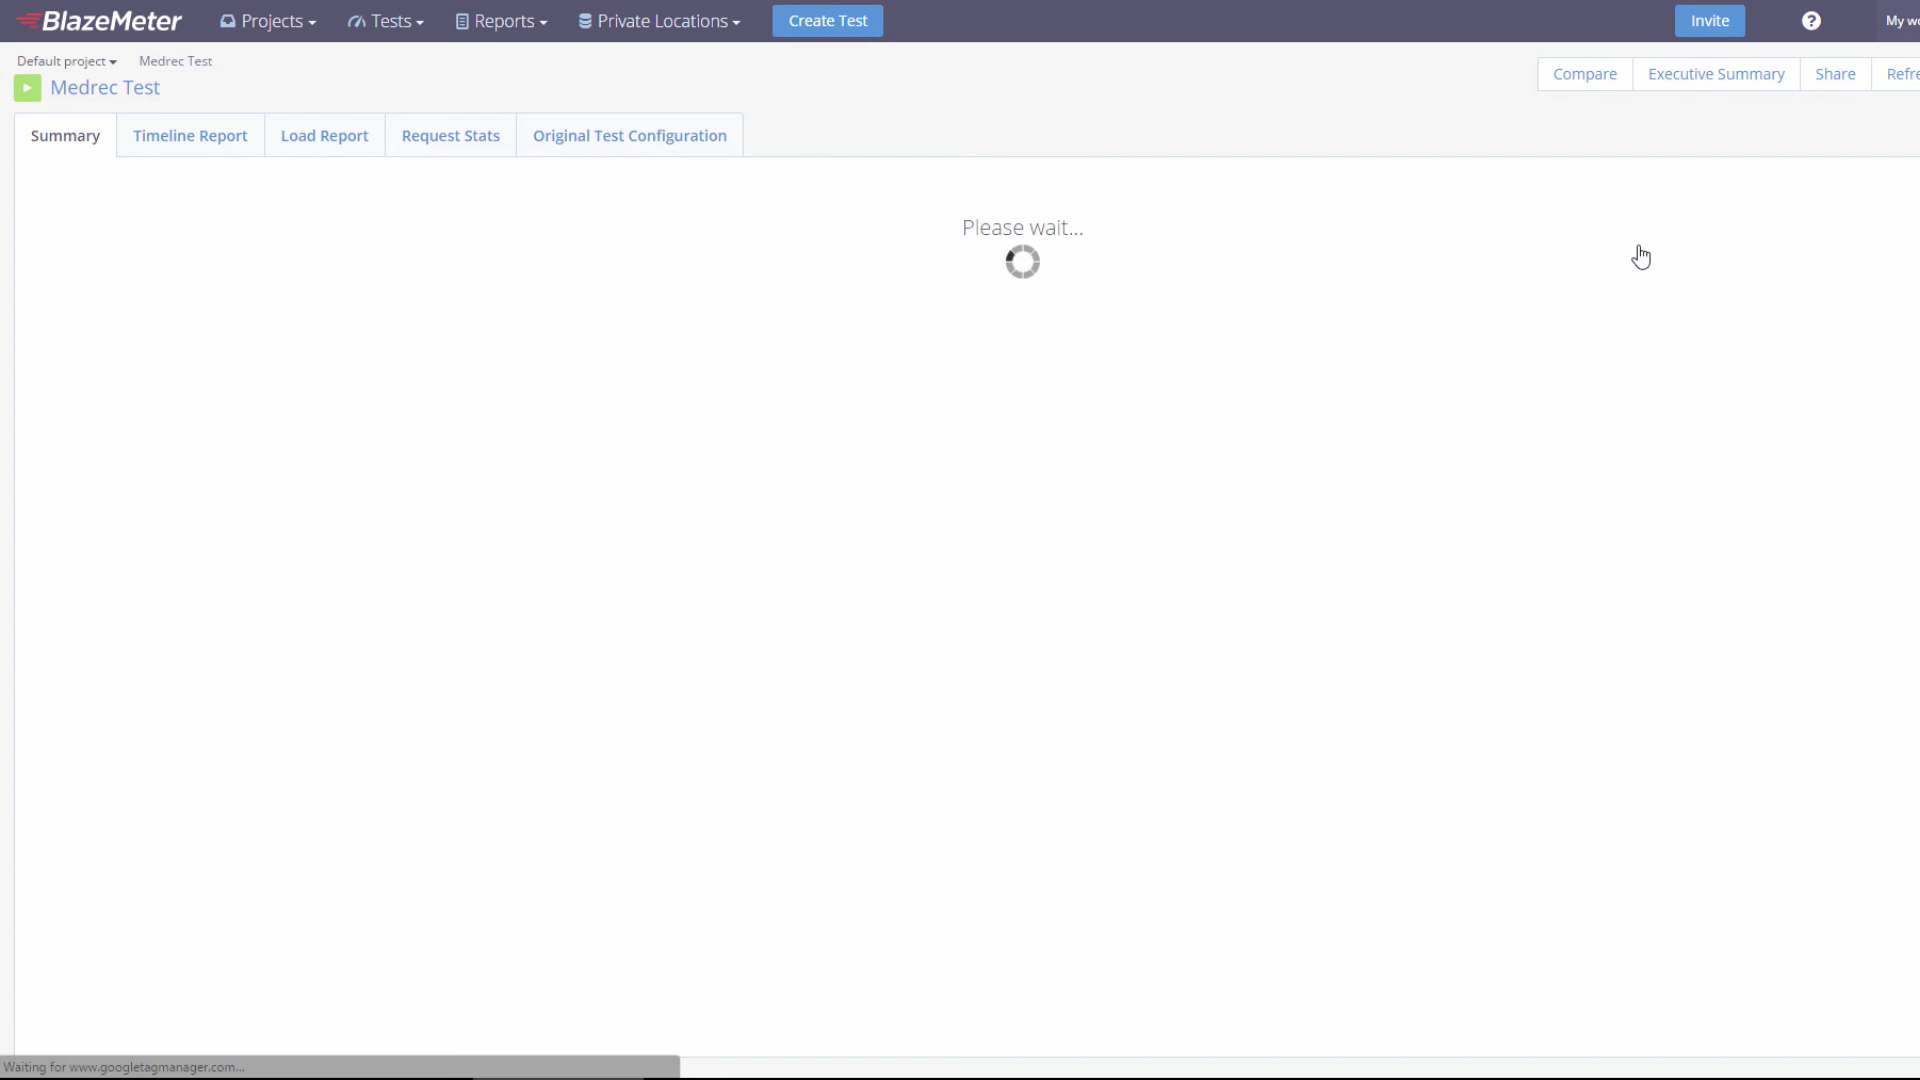 BlazeMeter Projects Tests Reports Private Locations Create Test Invite ? My wo
Default project Medrec Test
Medrec Test
Compare Executive Summary Share Refre
Summary Timeline Report Load Report Request Stats Original Test Configuration
Please wait...
Waiting for www.googletagmanager.com...